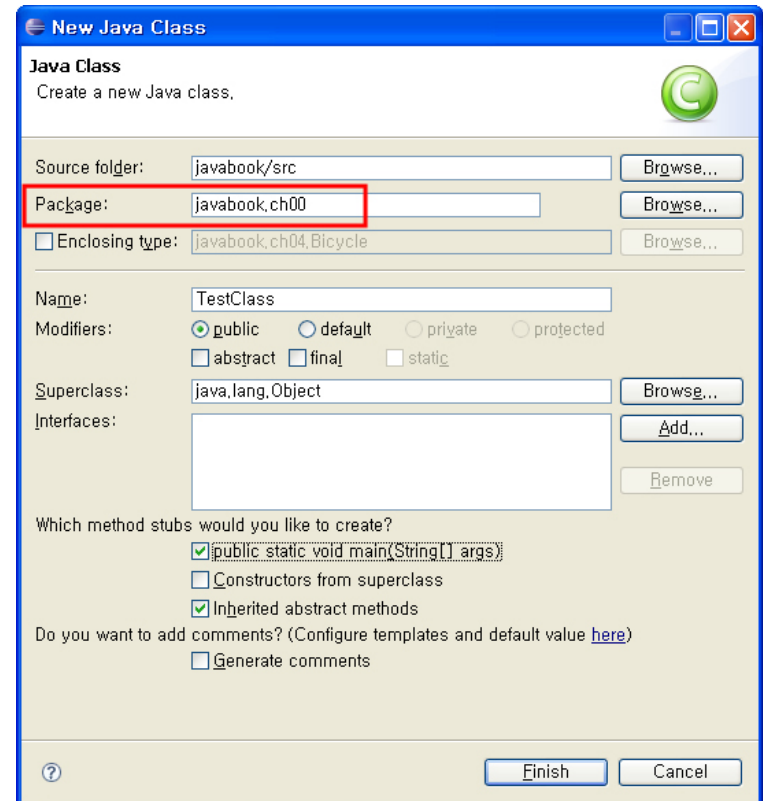 New Java Class
Java Class
Create a new Java class.
Source folder: javabook/src Browse...
Package: javabook.ch00 Browse...
Enclosing type: javabook.ch04.Bicycle Browse...
Name: TestClass
Modifiers: public default private protected
abstract final static
Superclass: java.lang.Object Browse...
Interfaces: Add...
Remove
Which method stubs would you like to create?
public static void main(String[] args)
Constructors from superclass
Inherited abstract methods
Do you want to add comments? (Configure templates and default value here)
Generate comments
? Finish Cancel